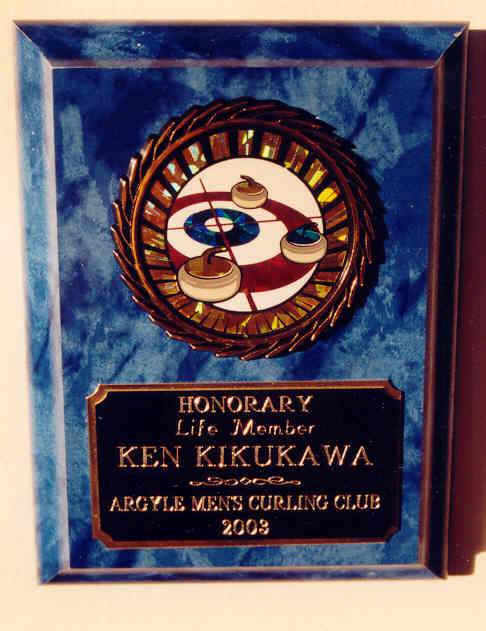 HONORARY
Life Member
KEN KIKUKAWA
ARGYLE MEN'S CURLING CLUB
2003